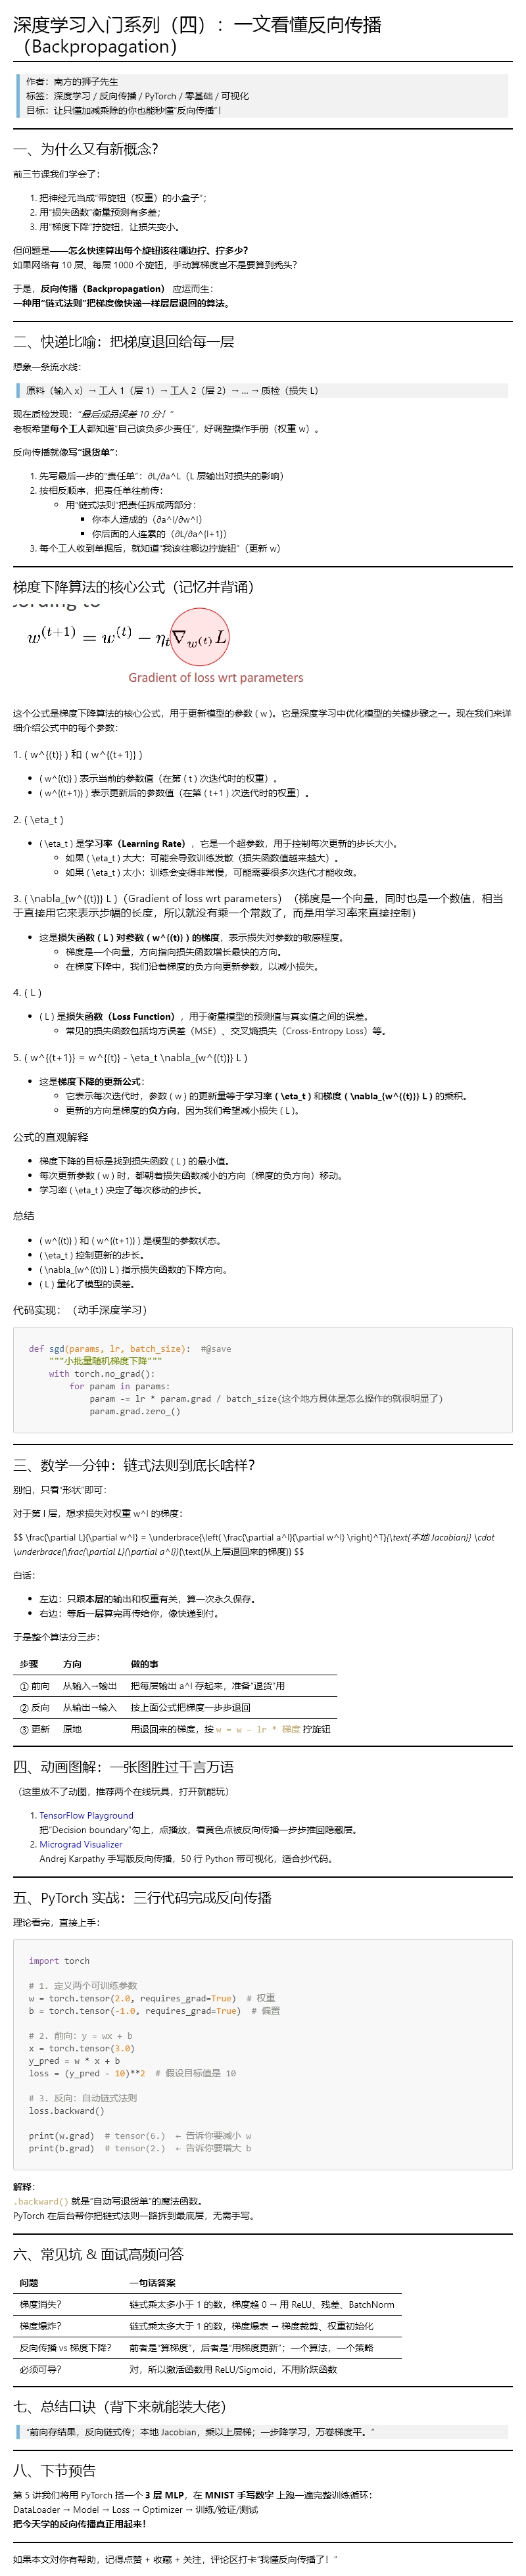 深度学习入门系列（四）：一文看懂反向传播
（Backpropagation）
作者：南方的狮子先生
标签：深度学习 / 反向传播 / PyTorch / 零基础 / 可视化
目标：让只懂加减乘除的你也能秒懂“反向传播”！
一、为什么又有新概念？
前三节课我们学会了：
1. 把神经元当成“带旋钮（权重）的小盒子”；
2. 用“损失函数”衡量预测有多差；
3. 用“梯度下降”拧旋钮，让损失变小。
但问题是——怎么快速算出每个旋钮该往哪边拧、拧多少？
如果网络有 10 层、每层 1000 个旋钮，手动算梯度岂不是要算到秃头？
于是，反向传播（Backpropagation） 应运而生：
一种用“链式法则”把梯度像快递一样层层退回的算法。
二、快递比喻：把梯度退回给每一层
想象一条流水线：
原料（输入 x）→ 工人 1（层 1）→ 工人 2（层 2）→ … → 质检（损失 L）
现在质检发现：“最后成品误差 10 分！”
老板希望每个工人都知道“自己该负多少责任”，好调整操作手册（权重 w）。
反向传播就像写“退货单”：
1. 先写最后一步的“责任单”：∂L/∂a^L（L 层输出对损失的影响）
2. 按相反顺序，把责任单往前传：
用“链式法则”把责任拆成两部分：
你本人造成的（∂a^l/∂w^l）
你后面的人连累的（∂L/∂a^{l+1}）
3. 每个工人收到单据后，就知道“我该往哪边拧旋钮”（更新 w）
梯度下降算法的核心公式（记忆并背诵）
w^(t+1) = w^(t) − η_t ∇_w^(t) L
Gradient of loss wrt parameters
这个公式是梯度下降算法的核心公式，用于更新模型的参数 ( w )。它是深度学习中优化模型的关键步骤之一。现在我们来详
细介绍公式中的每个参数：
1. ( w^{(t)} ) 和 ( w^{(t+1)} )
( w^{(t)} ) 表示当前的参数值（在第 ( t ) 次迭代时的权重）。
( w^{(t+1)} ) 表示更新后的参数值（在第 ( t+1 ) 次迭代时的权重）。
2. ( \eta_t )
( \eta_t ) 是学习率（Learning Rate），它是一个超参数，用于控制每次更新的步长大小。
如果 ( \eta_t ) 太大：可能会导致训练发散（损失函数值越来越大）。
如果 ( \eta_t ) 太小：训练会变得非常慢，可能需要很多次迭代才能收敛。
3. ( \nabla_{w^{(t)}} L )（Gradient of loss wrt parameters）（梯度是一个向量，同时也是一个数值，相当
于直接用它来表示步幅的长度，所以就没有乘一个常数了，而是用学习率来直接控制）
这是损失函数 ( L ) 对参数 ( w^{(t)} ) 的梯度，表示损失对参数的敏感程度。
梯度是一个向量，方向指向损失函数增长最快的方向。
在梯度下降中，我们沿着梯度的负方向更新参数，以减小损失。
4. ( L )
( L ) 是损失函数（Loss Function），用于衡量模型的预测值与真实值之间的误差。
常见的损失函数包括均方误差（MSE）、交叉熵损失（Cross-Entropy Loss）等。
5. ( w^{(t+1)} = w^{(t)} - \eta_t \nabla_{w^{(t)}} L )
这是梯度下降的更新公式：
它表示每次迭代时，参数 ( w ) 的更新量等于学习率 ( \eta_t ) 和梯度 ( \nabla_{w^{(t)}} L ) 的乘积。
更新的方向是梯度的负方向，因为我们希望减小损失 ( L )。
公式的直观解释
梯度下降的目标是找到损失函数 ( L ) 的最小值。
每次更新参数 ( w ) 时，都朝着损失函数减小的方向（梯度的负方向）移动。
学习率 ( \eta_t ) 决定了每次移动的步长。
总结
( w^{(t)} ) 和 ( w^{(t+1)} ) 是模型的参数状态。
( \eta_t ) 控制更新的步长。
( \nabla_{w^{(t)}} L ) 指示损失函数的下降方向。
( L ) 量化了模型的误差。
代码实现：（动手深度学习）
def sgd(params, lr, batch_size):  #@save
"""小批量随机梯度下降"""
with torch.no_grad():
for param in params:
param -= lr * param.grad / batch_size(这个地方具体是怎么操作的就很明显了)
param.grad.zero_()
三、数学一分钟：链式法则到底长啥样？
别怕，只看“形状”即可：
对于第 l 层，想求损失对权重 w^l 的梯度：
$$ \frac{\partial L}{\partial w^l} = \underbrace{\left( \frac{\partial a^l}{\partial w^l} \right)^T}{\text{本地Jacobian}} \cdot
\underbrace{\frac{\partial L}{\partial a^l}}{\text{从上层退回来的梯度}} $$
白话：
左边：只跟本层的输出和权重有关，算一次永久保存。
右边：等后一层算完再传给你，像快递到付。
于是整个算法分三步：
步骤 方向 做的事
① 前向 从输入→输出 把每层输出 a^l 存起来，准备“退货”用
② 反向 从输出→输入 按上面公式把梯度一步步退回
③ 更新 原地 用退回来的梯度，按 w = w − lr * 梯度 拧旋钮
四、动画图解：一张图胜过千言万语
（这里放不了动图，推荐两个在线玩具，打开就能玩）
1. TensorFlow Playground
把“Decision boundary”勾上，点播放，看黄色点被反向传播一步步推回隐藏层。
2. Micrograd Visualizer
Andrej Karpathy 手写版反向传播，50 行 Python 带可视化，适合抄代码。
五、PyTorch 实战：三行代码完成反向传播
理论看完，直接上手：
import torch
# 1. 定义两个可训练参数
w = torch.tensor(2.0, requires_grad=True)  # 权重
b = torch.tensor(-1.0, requires_grad=True)  # 偏置
# 2. 前向：y = wx + b
x = torch.tensor(3.0)
y_pred = w * x + b
loss = (y_pred - 10)**2  # 假设目标值是 10
# 3. 反向：自动链式法则
loss.backward()
print(w.grad)  # tensor(6.)  ← 告诉你要减小 w
print(b.grad)  # tensor(2.)  ← 告诉你要增大 b
解释：
.backward() 就是“自动写退货单”的魔法函数。
PyTorch 在后台帮你把链式法则一路拆到最底层，无需手写。
六、常见坑 & 面试高频问答
问题 一句话答案
梯度消失？ 链式乘太多小于 1 的数，梯度趋 0 → 用 ReLU、残差、BatchNorm
梯度爆炸？ 链式乘太多大于 1 的数，梯度爆表 → 梯度裁剪、权重初始化
反向传播 vs 梯度下降？ 前者是“算梯度”，后者是“用梯度更新”；一个算法，一个策略
必须可导？ 对，所以激活函数用 ReLU/Sigmoid，不用阶跃函数
七、总结口诀（背下来就能装大佬）
“前向存结果，反向链式传；本地 Jacobian，乘以上层梯；一步降学习，万卷梯度平。”
八、下节预告
第 5 讲我们将用 PyTorch 搭一个 3 层 MLP，在 MNIST 手写数字 上跑一遍完整训练循环：
DataLoader → Model → Loss → Optimizer → 训练/验证/测试
把今天学的反向传播真正用起来！
如果本文对你有帮助，记得点赞 + 收藏 + 关注，评论区打卡“我懂反向传播了！”